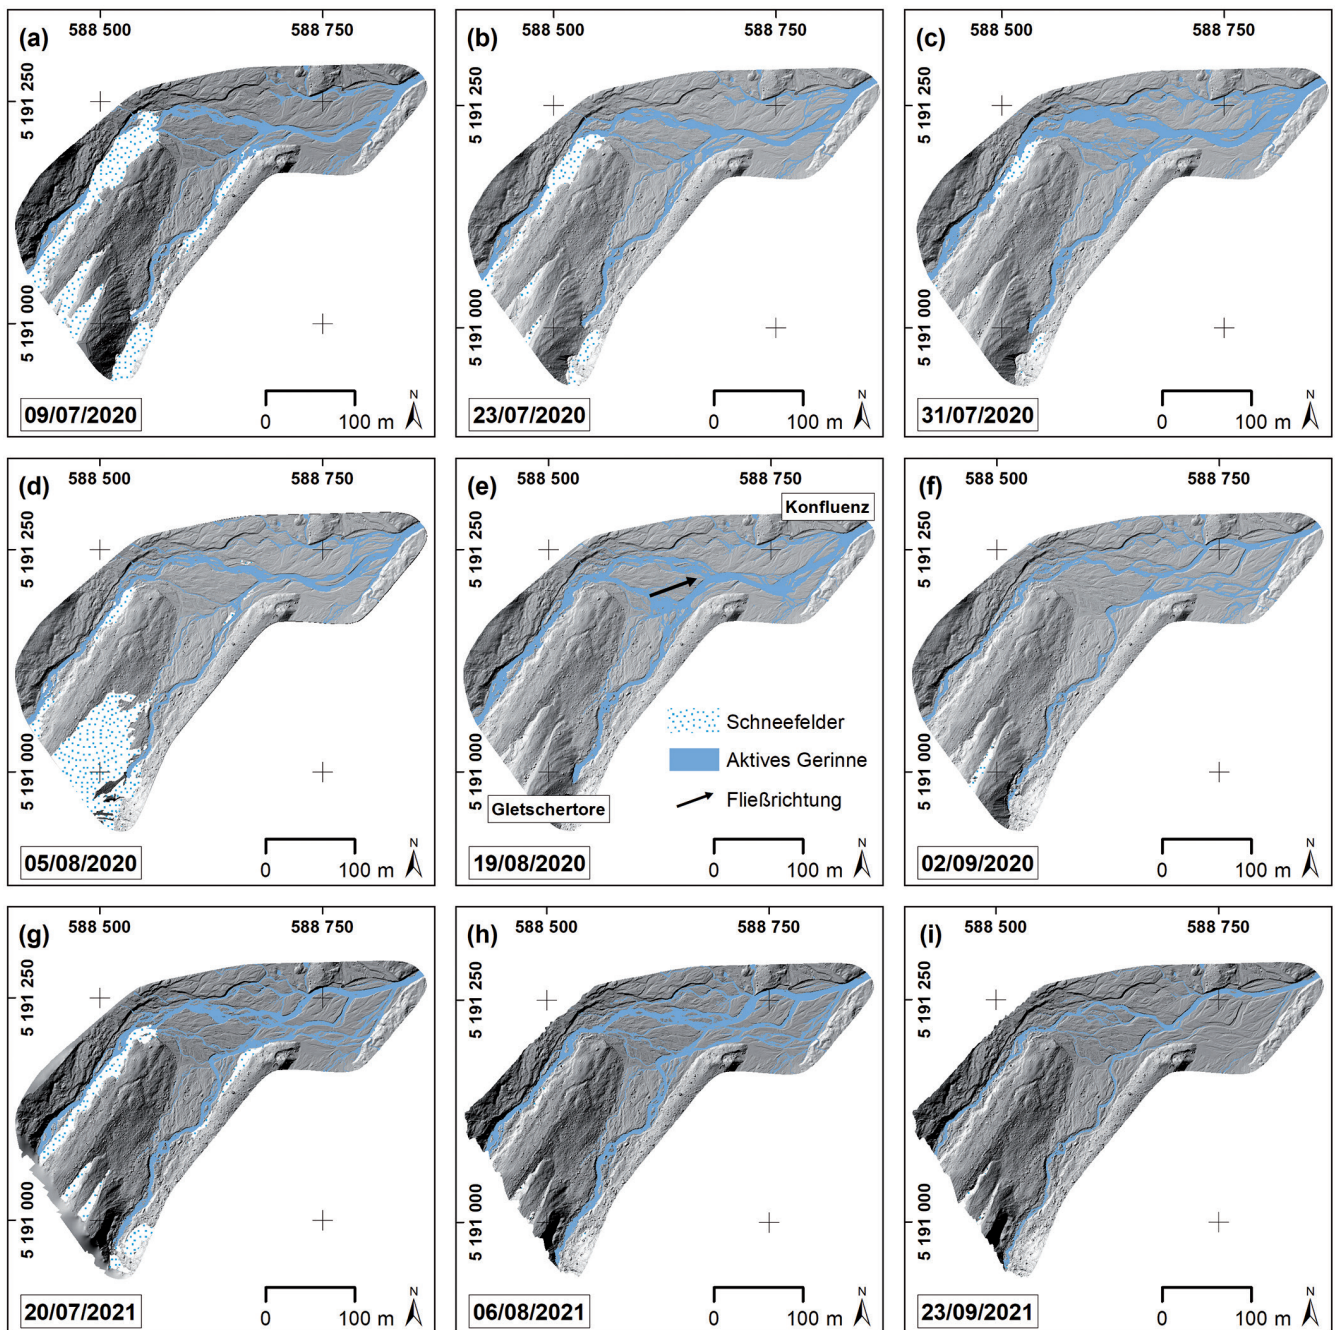 (a)
588 500
588 750
5 191 250
5 191 000
09/07/2020
0
100 m
N
(b)
588 500
588 750
5 191 250
5 191 000
23/07/2020
0
100 m
N
(c)
588 500
588 750
5 191 250
5 191 000
31/07/2020
0
100 m
N
(d)
588 500
588 750
5 191 250
5 191 000
05/08/2020
0
100 m
N
(e)
588 500
588 750
5 191 250
5 191 000
Konfluenz
Schneefelder
Aktives Gerinne
Fließrichtung
Gletschertore
19/08/2020
0
100 m
N
(f)
588 500
588 750
5 191 250
5 191 000
02/09/2020
0
100 m
N
(g)
588 500
588 750
5 191 250
5 191 000
20/07/2021
0
100 m
N
(h)
588 500
588 750
5 191 250
5 191 000
06/08/2021
0
100 m
N
(i)
588 500
588 750
5 191 250
5 191 000
23/09/2021
0
100 m
N